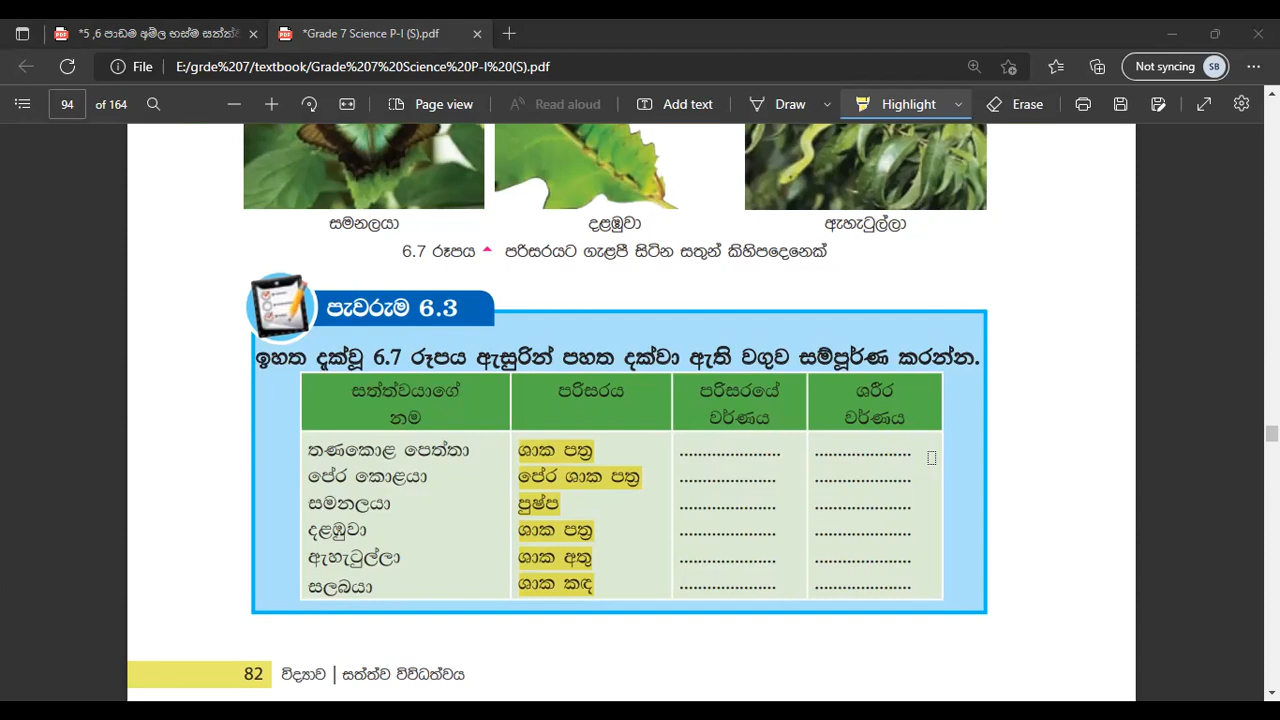 *5 ,6 පාඩම අම්ල භස්ම සත්ත්ව
*Grade 7 Science P-I (S).pdf
File
E:/grde%207/textbook/Grade%207%20Science%20P-I%20(S).pdf
Not syncing
SB
94 of 164
Page view
Read aloud
Add text
Draw
Highlight
Erase
සමනලයා
දළඹුවා
ඇහැටුල්ලා
6.7 රූපය පරිසරයට ගැළපී සිටින සතුන් කිහිපදෙනෙක්
පැවරුම 6.3
ඉහත දැක්වූ 6.7 රූපය ඇසුරින් පහත දක්වා ඇති වගුව සම්පූර්ණ කරන්න.
සත්ත්වයාගේ නම පරිසරය පරිසරයේ වර්ණය ශරීර වර්ණය
තණකොළ පෙත්තා ශාක පත්‍ර ...................... .....................
පේර කොළයා පේර ශාක පත්‍ර ..................... .....................
සමනලයා පුෂ්ප ..................... .....................
දළඹුවා ශාක පත්‍ර ..................... .....................
ඇහැටුල්ලා ශාක අතු ..................... .....................
සලබයා ශාක කඳ ..................... .....................
82 විද්‍යාව | සත්ත්ව විවිධත්වය